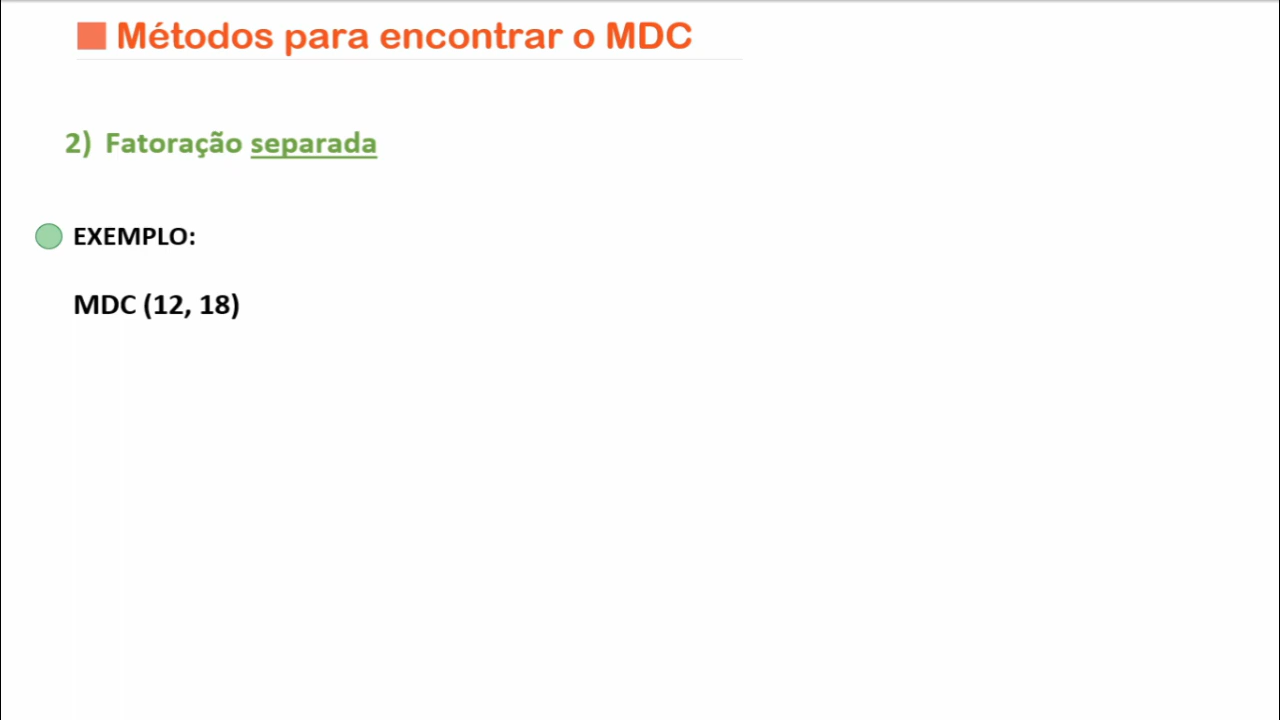 Métodos para encontrar o MDC
2) Fatoração separada
EXEMPLO:
MDC (12, 18)